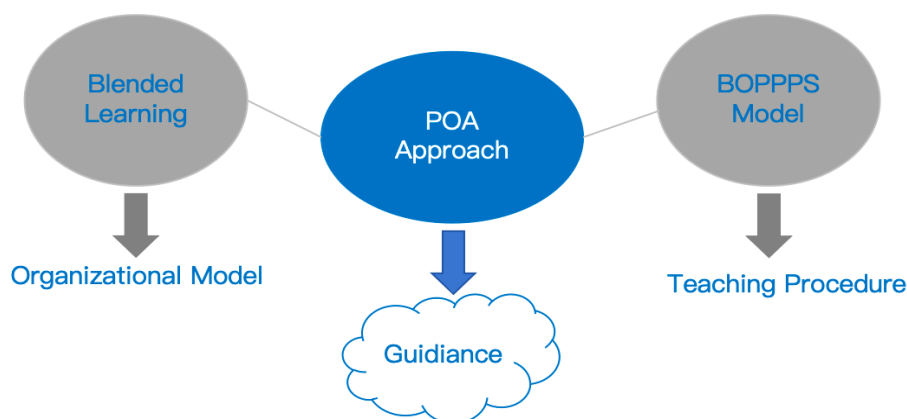 Blended
Learning
POA
Approach
BOPPPS
Model
Organizational Model
Guidiance
Teaching Procedure